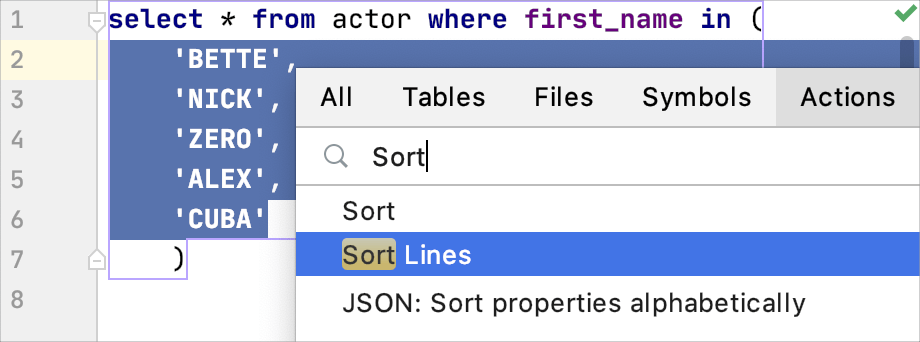 1 select * from actor where first_name in (
2 'BETTE',
3 'NICK',
4 'ZERO',
5 'ALEX',
6 'CUBA'
7 )
8
All Tables Files Symbols Actions
Sort
Sort
Sort Lines
JSON: Sort properties alphabetically